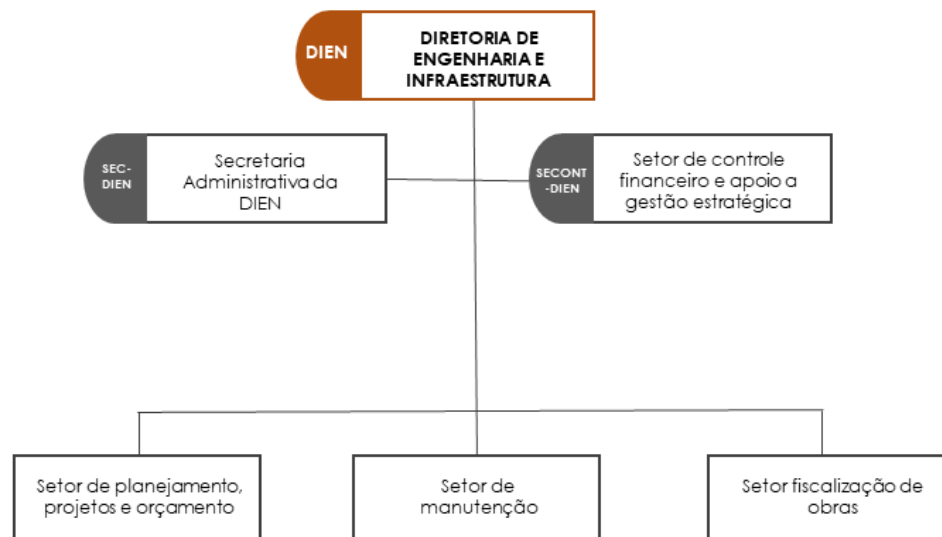 DIEN
DIRETORIA DE
ENGENHARIA E
INFRAESTRUTURA
SEC-
DIEN
Secretaria
Administrativa da
DIEN
SECONT
-DIEN
Setor de controle
financeiro e apoio a
gestão estratégica
Setor de planejamento,
projetos e orçamento
Setor de
manutenção
Setor fiscalização de
obras